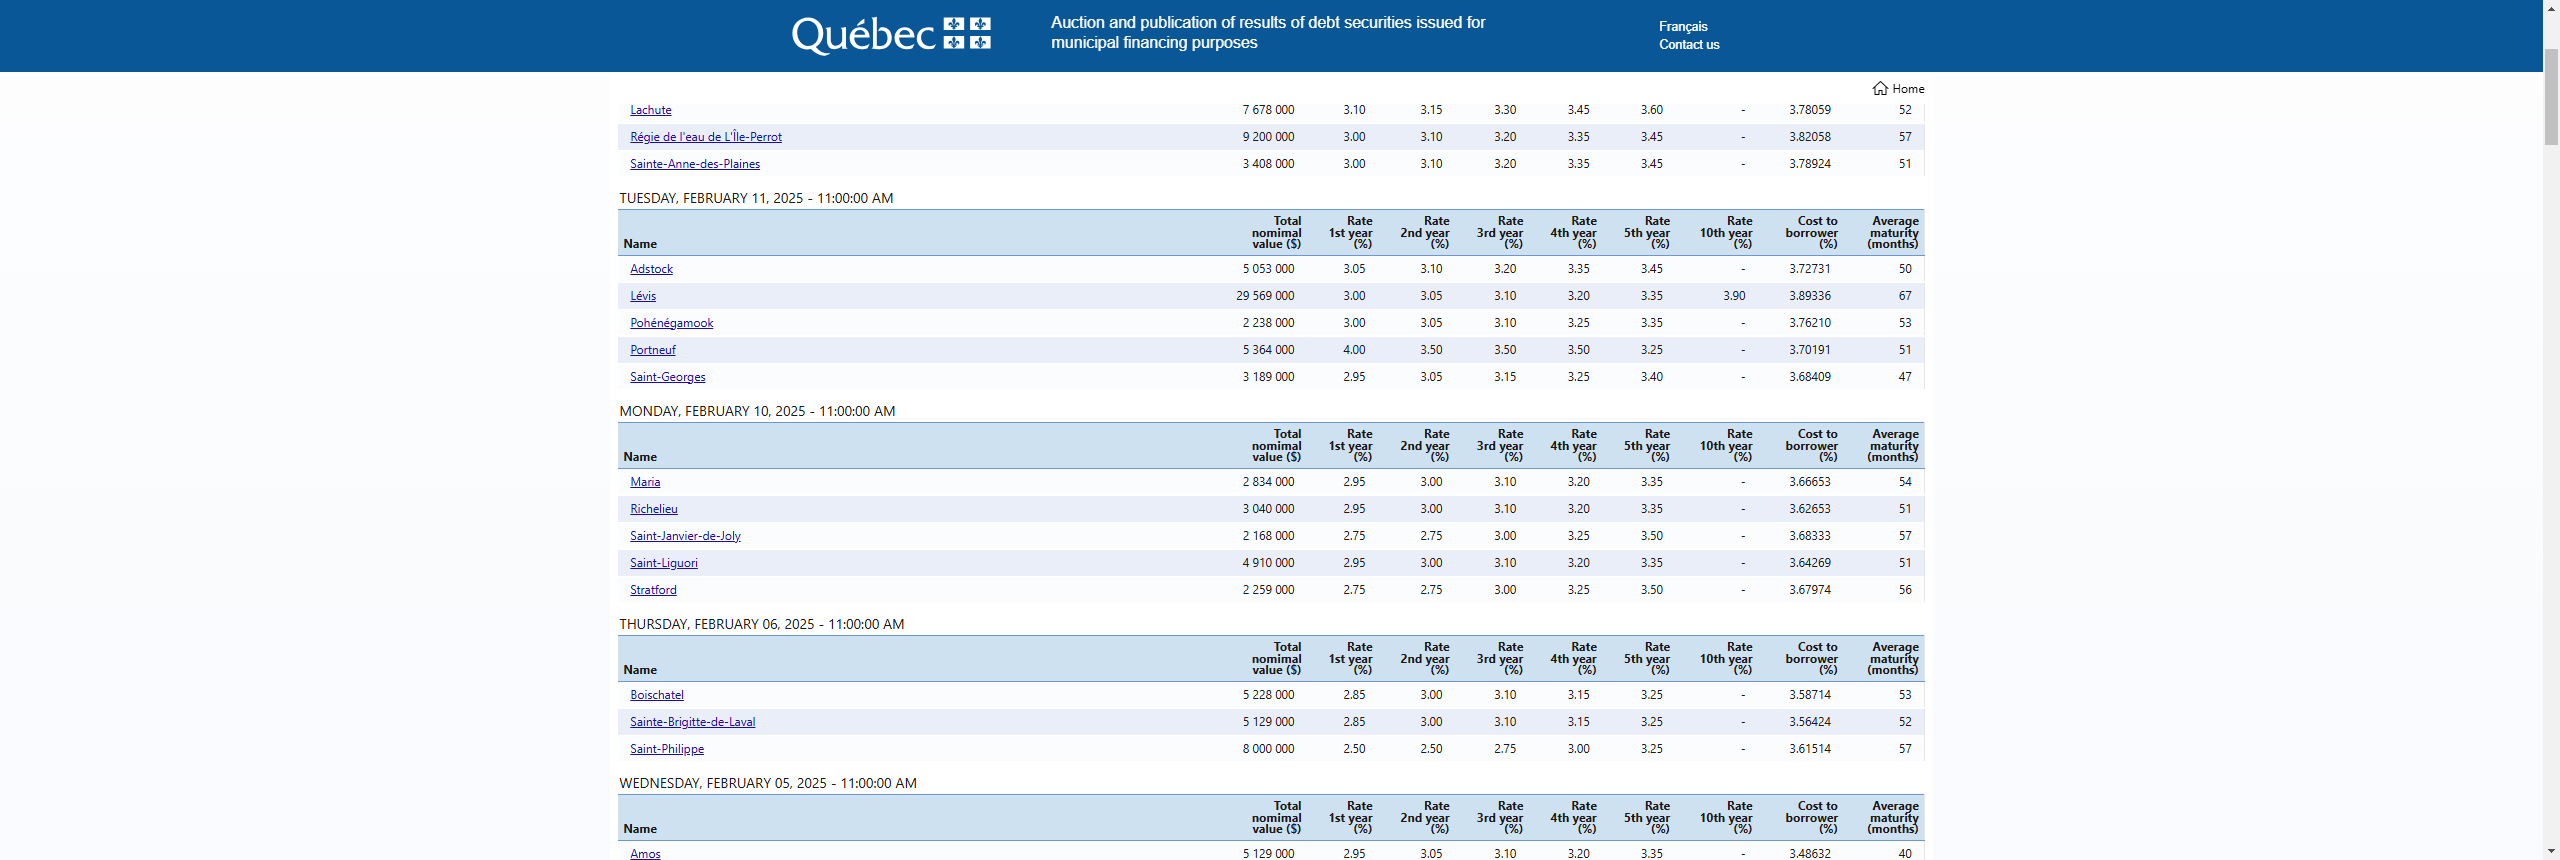 Québec
Auction and publication of results of debt securities issued for
municipal financing purposes
Français
Contact us
Home
Lachute 7 678 000 3.10 3.15 3.30 3.45 3.60 - 3.78059 52
Régie de l'eau de L'Île-Perrot 9 200 000 3.00 3.10 3.20 3.35 3.45 - 3.82058 57
Sainte-Anne-des-Plaines 3 408 000 3.00 3.10 3.20 3.35 3.45 - 3.78924 51
TUESDAY, FEBRUARY 11, 2025 - 11:00:00 AM
Total Rate Rate Rate Rate Rate Rate Cost to Average
nomimal 1st year 2nd year 3rd year 4th year 5th year 10th year borrower maturity
Name value ($) (%) (%) (%) (%) (%) (%) (%) (months)
Adstock 5 053 000 3.05 3.10 3.20 3.35 3.45 - 3.72731 50
Lévis 29 569 000 3.00 3.05 3.10 3.20 3.35 3.90 3.89336 67
Pohénégamook 2 238 000 3.00 3.05 3.10 3.25 3.35 - 3.76210 53
Portneuf 5 364 000 4.00 3.50 3.50 3.50 3.25 - 3.70191 51
Saint-Georges 3 189 000 2.95 3.05 3.15 3.25 3.40 - 3.68409 47
MONDAY, FEBRUARY 10, 2025 - 11:00:00 AM
Total Rate Rate Rate Rate Rate Rate Cost to Average
nomimal 1st year 2nd year 3rd year 4th year 5th year 10th year borrower maturity
Name value ($) (%) (%) (%) (%) (%) (%) (%) (months)
Maria 2 834 000 2.95 3.00 3.10 3.20 3.35 - 3.66653 54
Richelieu 3 040 000 2.95 3.00 3.10 3.20 3.35 - 3.62653 51
Saint-Janvier-de-Joly 2 168 000 2.75 2.75 3.00 3.25 3.50 - 3.68333 57
Saint-Liguori 4 910 000 2.95 3.00 3.10 3.20 3.35 - 3.64269 51
Stratford 2 259 000 2.75 2.75 3.00 3.25 3.50 - 3.67974 56
THURSDAY, FEBRUARY 06, 2025 - 11:00:00 AM
Total Rate Rate Rate Rate Rate Rate Cost to Average
nomimal 1st year 2nd year 3rd year 4th year 5th year 10th year borrower maturity
Name value ($) (%) (%) (%) (%) (%) (%) (%) (months)
Boischatel 5 228 000 2.85 3.00 3.10 3.15 3.25 - 3.58714 53
Sainte-Brigitte-de-Laval 5 129 000 2.85 3.00 3.10 3.15 3.25 - 3.56424 52
Saint-Philippe 8 000 000 2.50 2.50 2.75 3.00 3.25 - 3.61514 57
WEDNESDAY, FEBRUARY 05, 2025 - 11:00:00 AM
Total Rate Rate Rate Rate Rate Rate Cost to Average
nomimal 1st year 2nd year 3rd year 4th year 5th year 10th year borrower maturity
Name value ($) (%) (%) (%) (%) (%) (%) (%) (months)
Amos 5 129 000 2.95 3.05 3.10 3.20 3.35 - 3.48632 40